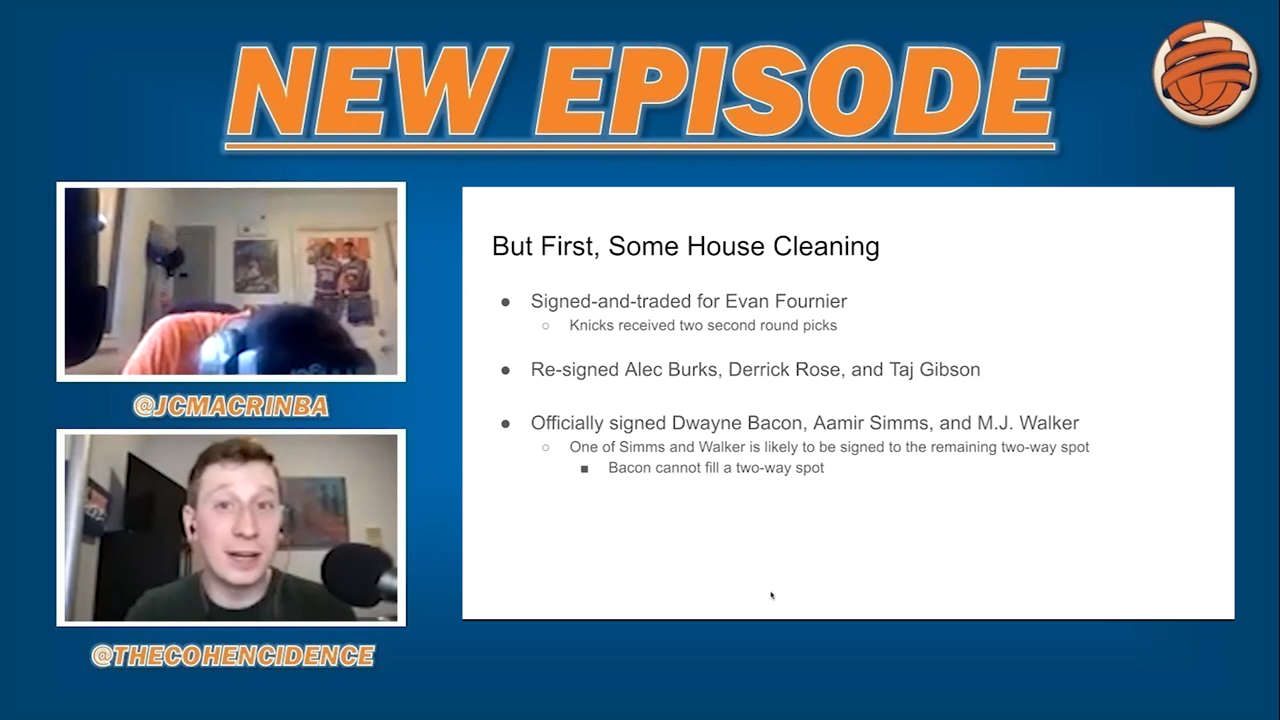 NEW EPISODE
@JCMACRINBA
@THECOHENCIDENCE
But First, Some House Cleaning
● Signed-and-traded for Evan Fournier
○ Knicks received two second round picks
● Re-signed Alec Burks, Derrick Rose, and Taj Gibson
● Officially signed Dwayne Bacon, Aamir Simms, and M.J. Walker
○ One of Simms and Walker is likely to be signed to the remaining two-way spot
■ Bacon cannot fill a two-way spot